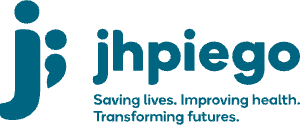 jhpiego
Saving lives. Improving health.
Transforming futures.